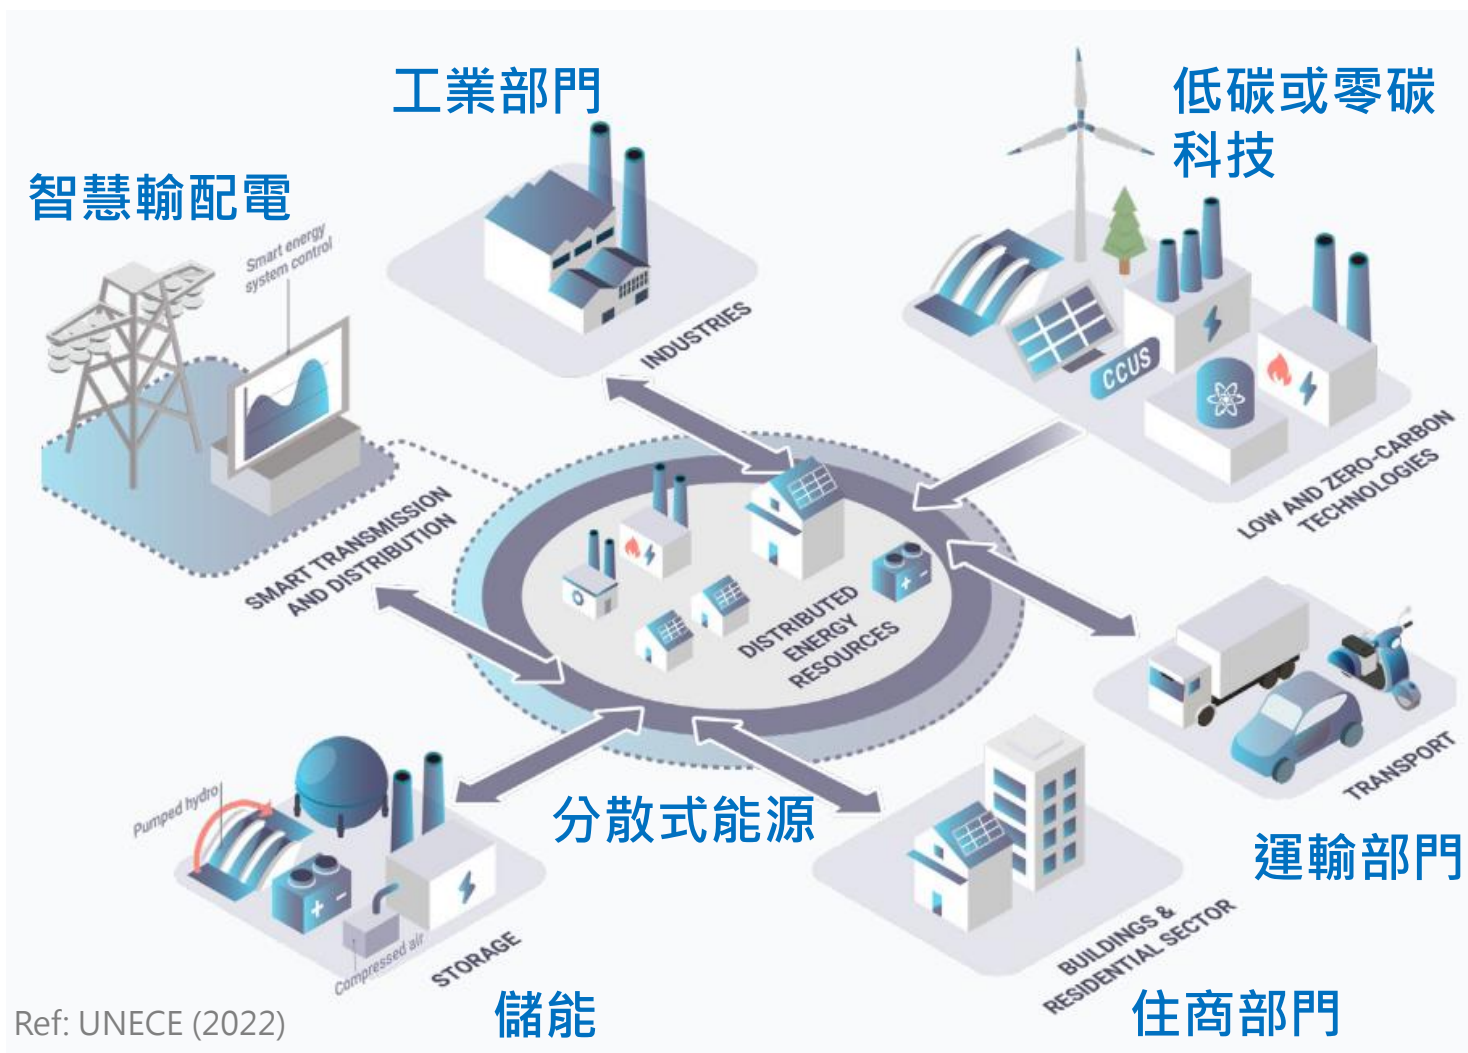 工業部門
低碳或零碳
科技
智慧輸配電
Smart energy
system control
INDUSTRIES
CCUS
LOW AND ZERO-CARBON
TECHNOLOGIES
SMART TRANSMISSION
AND DISTRIBUTION
DISTRIBUTED
ENERGY
RESOURCES
TRANSPORT
運輸部門
Pumped hydro
分散式能源
Compressed air
STORAGE
儲能
BUILDINGS &
RESIDENTIAL SECTOR
住商部門
Ref: UNECE (2022)